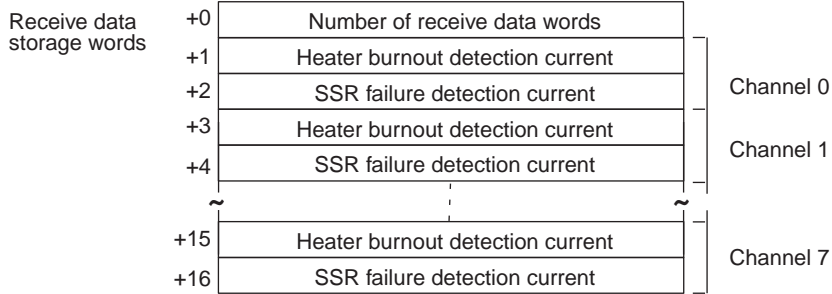 Receive data
storage words
+0 Number of receive data words
+1 Heater burnout detection current
+2 SSR failure detection current
Channel 0
+3 Heater burnout detection current
+4 SSR failure detection current
Channel 1
+15 Heater burnout detection current
+16 SSR failure detection current
Channel 7